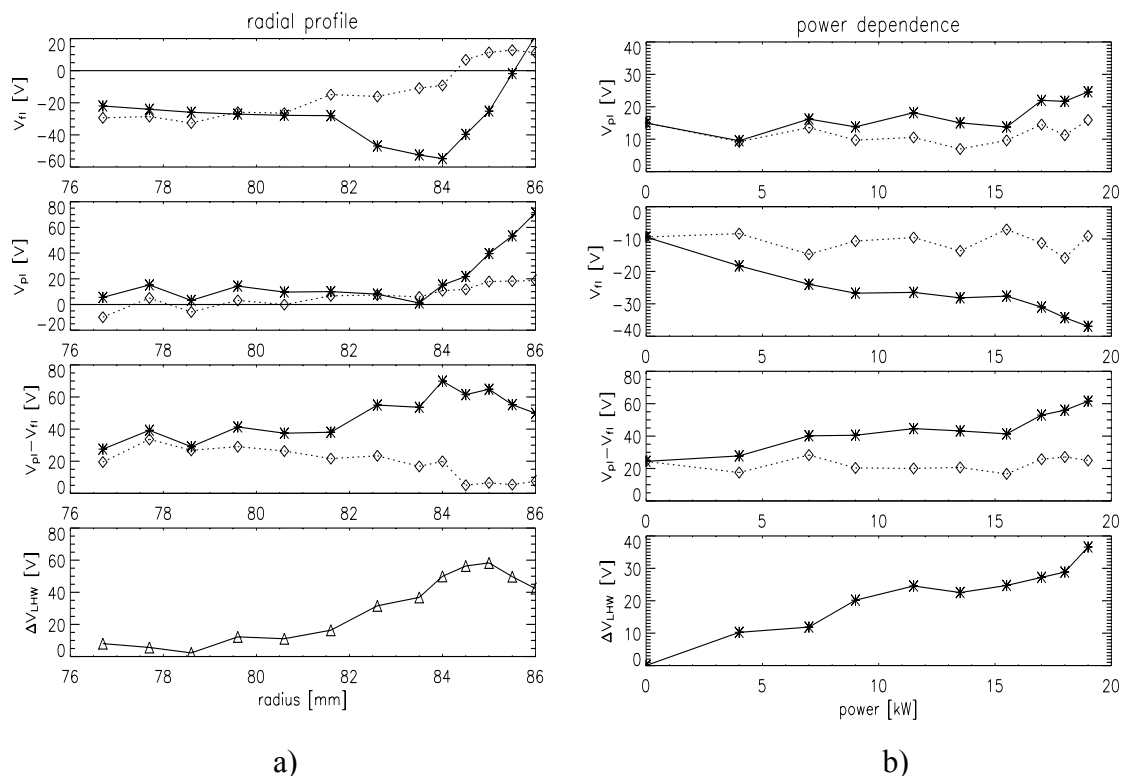 radial profile
V_fl [V]
20
0
−20
−40
−60
76 78 80 82 84 86
V_pl [V]
80
60
40
20
0
−20
76 78 80 82 84 86
V_pl−V_fl [V]
80
60
40
20
0
76 78 80 82 84 86
ΔV_LHW [V]
80
60
40
20
0
76 78 80 82 84 86
radius [mm]
a)
power dependence
V_pl [V]
40
30
20
10
0
0 5 10 15 20
V_fl [V]
0
−10
−20
−30
−40
0 5 10 15 20
V_pl−V_fl [V]
80
60
40
20
0
0 5 10 15 20
ΔV_LHW [V]
40
30
20
10
0
0 5 10 15 20
power [kW]
b)